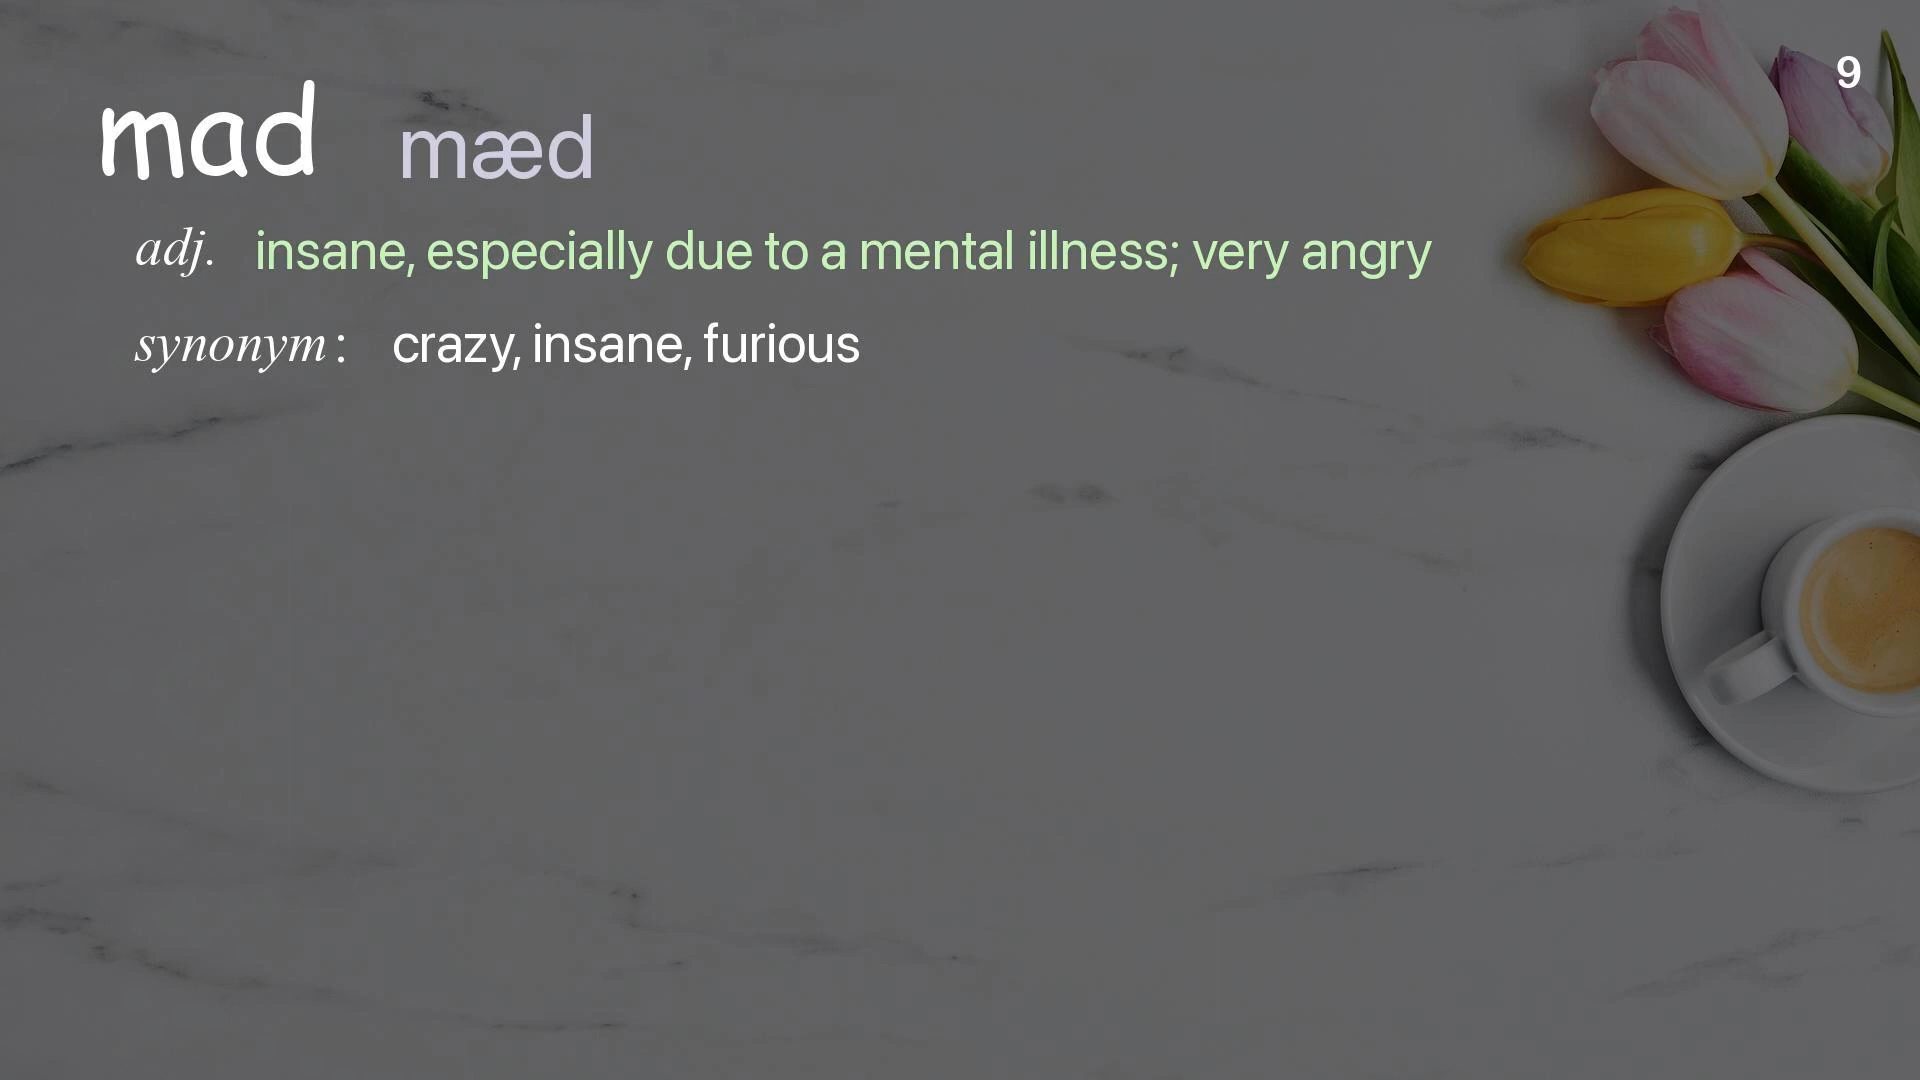 9
mad mæd
adj. insane, especially due to a mental illness; very angry
synonym : crazy, insane, furious